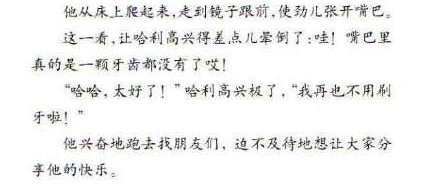 他从床上爬起来,走到镜子跟前,使劲儿张开嘴巴。
这一看,让哈利高兴得差点儿晕倒了:哇!嘴巴里
真的是一颗牙齿都没有了哎!
“哈哈,太好了!”哈利高兴极了,“我再也不用刷
牙啦!”
他兴奋地跑去找朋友们,迫不及待地想让大家分
享他的快乐。